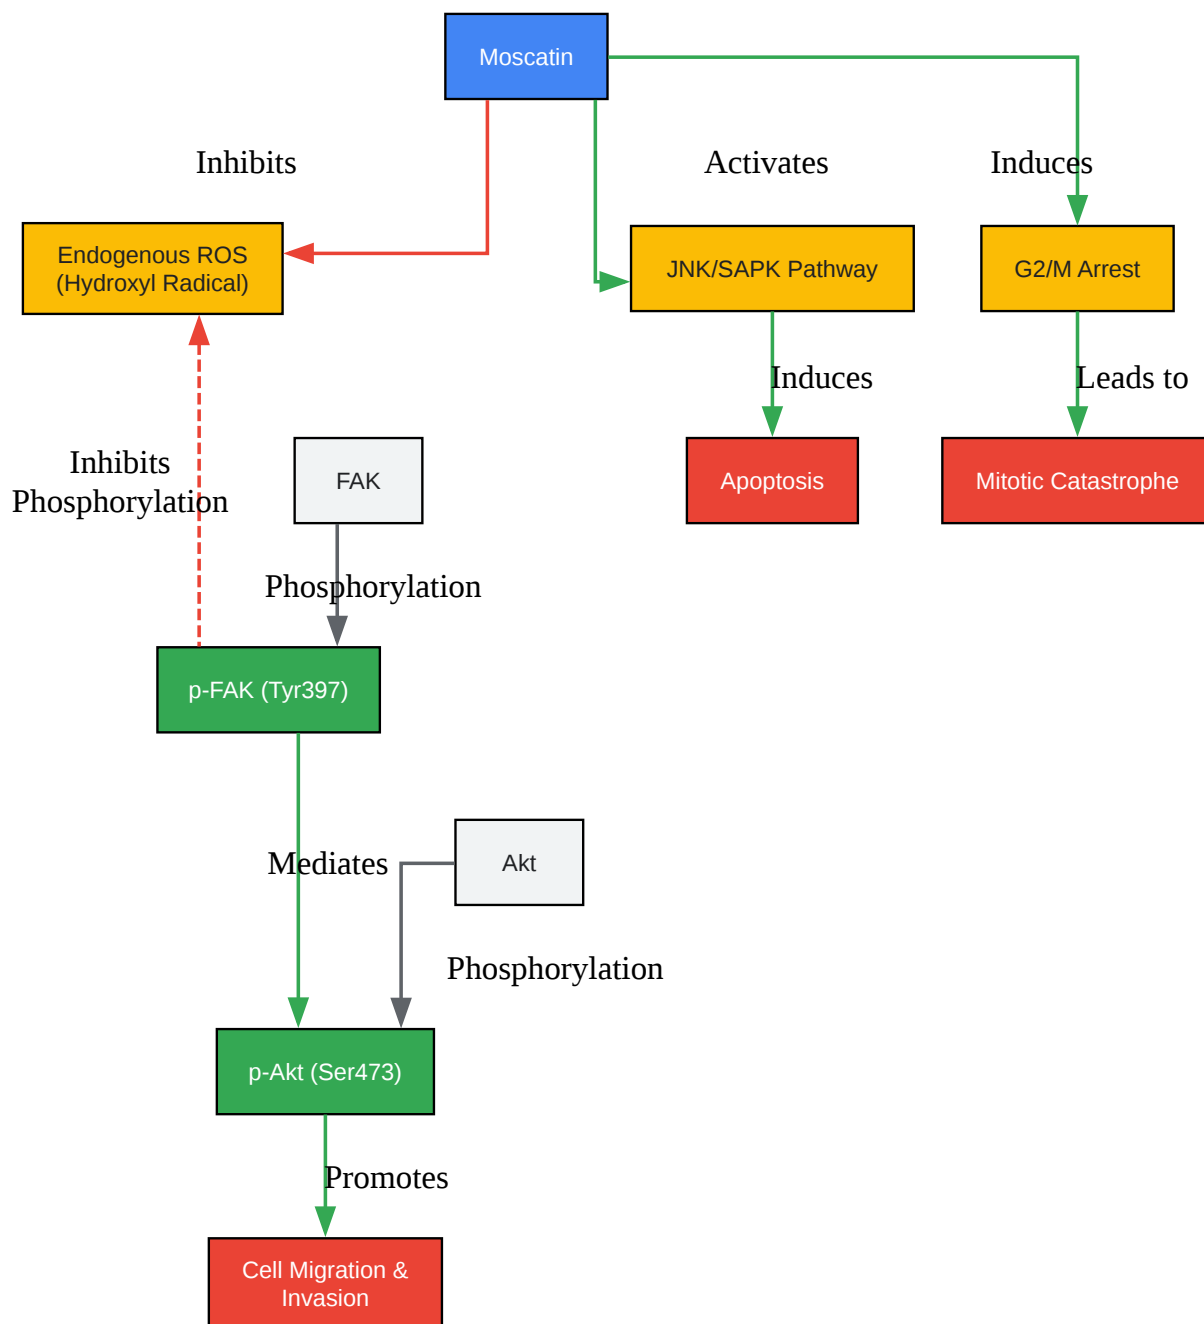 Moscatin
Inhibits
Activates
Induces
Endogenous ROS
(Hydroxyl Radical)
JNK/SAPK Pathway
G2/M Arrest
Induces
Leads to
Inhibits
Phosphorylation
FAK
Apoptosis
Mitotic Catastrophe
Phosphorylation
p-FAK (Tyr397)
Mediates
Akt
Phosphorylation
p-Akt (Ser473)
Promotes
Cell Migration &
Invasion